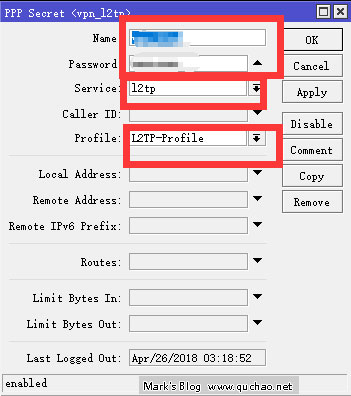 PPP Secret <vpn_l2tp>
Name:
OK
Password:
Cancel
Service: l2tp
Apply
Caller ID:
Disable
Profile: L2TP-Profile
Comment
Local Address:
Copy
Remote Address:
Remove
Remote IPv6 Prefix:
Routes:
Limit Bytes In:
Limit Bytes Out:
Last Logged Out: Apr/26/2018 03:18:52
enabled
Mark's Blog www.quchao.net